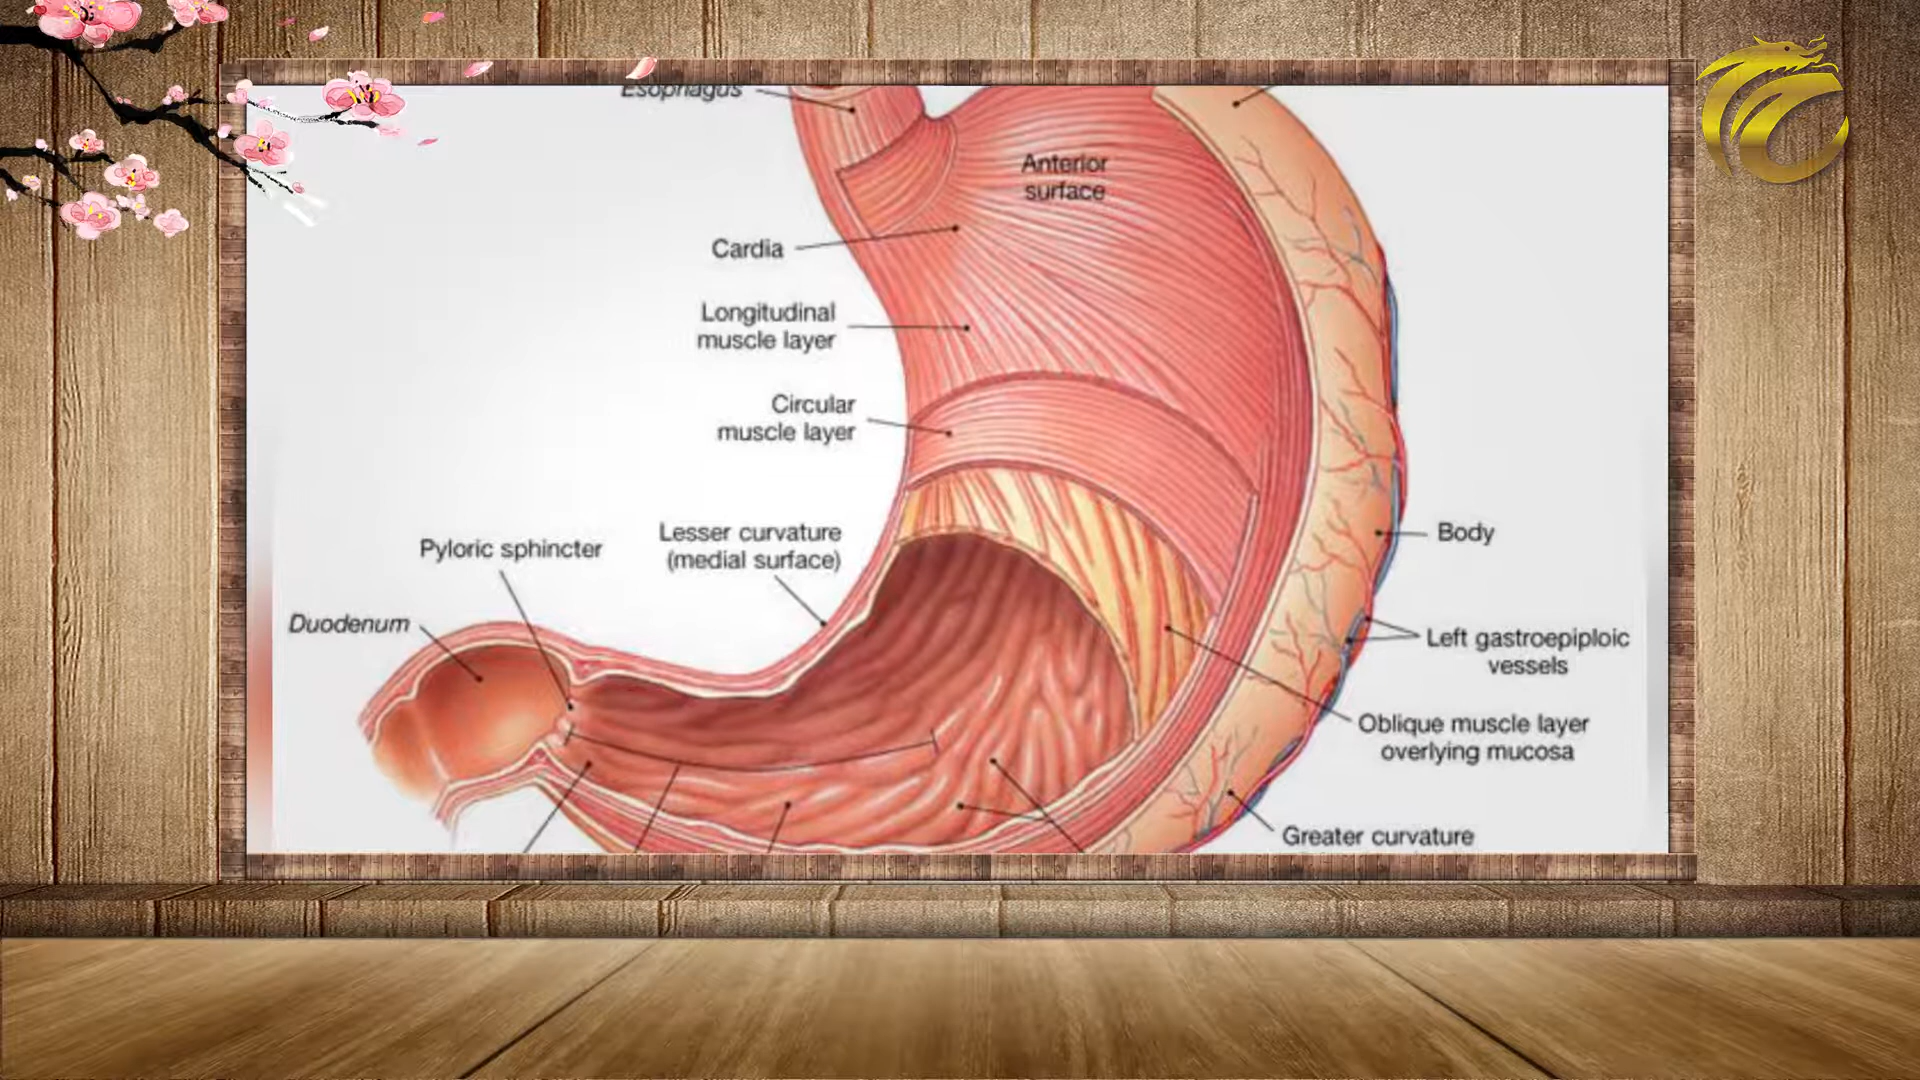 Esophagus
Anterior
surface
Cardia
Longitudinal
muscle layer
Circular
muscle layer
Lesser curvature
(medial surface)
Pyloric sphincter
Duodenum
Body
Left gastroepiploic
vessels
Oblique muscle layer
overlying mucosa
Greater curvature